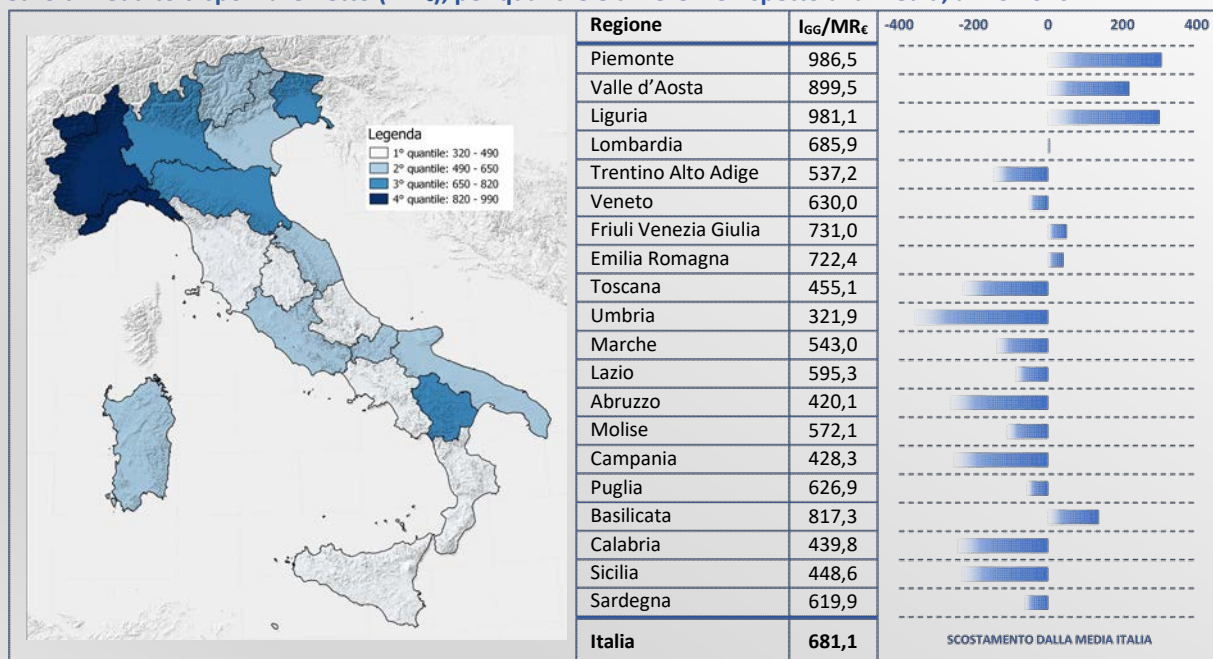 Regione IGG/MR€ -400 -200 0 200 400
Legenda
1° quantile: 320 - 490
2° quantile: 490 - 650
3° quantile: 650 - 820
4° quantile: 820 - 990
Piemonte 986,5
Valle d’Aosta 899,5
Liguria 981,1
Lombardia 685,9
Trentino Alto Adige 537,2
Veneto 630,0
Friuli Venezia Giulia 731,0
Emilia Romagna 722,4
Toscana 455,1
Umbria 321,9
Marche 543,0
Lazio 595,3
Abruzzo 420,1
Molise 572,1
Campania 428,3
Puglia 626,9
Basilicata 817,3
Calabria 439,8
Sicilia 448,6
Sardegna 619,9
Italia 681,1 SCOSTAMENTO DALLA MEDIA ITALIA